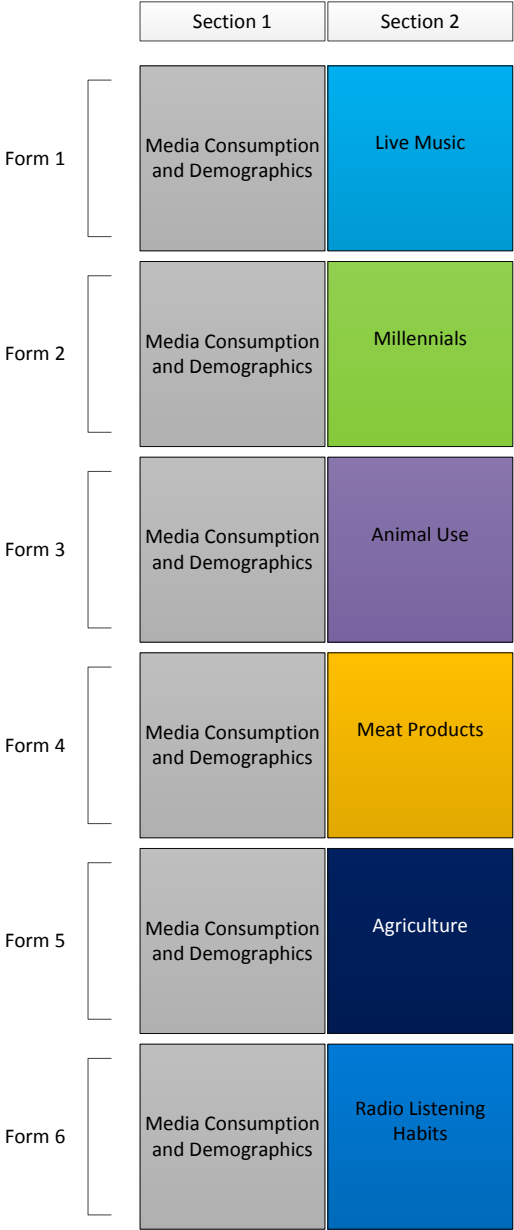 Section 1
Section 2
Form 1
Media Consumption
and Demographics
Live Music
Form 2
Media Consumption
and Demographics
Millennials
Form 3
Media Consumption
and Demographics
Animal Use
Form 4
Media Consumption
and Demographics
Meat Products
Form 5
Media Consumption
and Demographics
Agriculture
Form 6
Media Consumption
and Demographics
Radio Listening
Habits